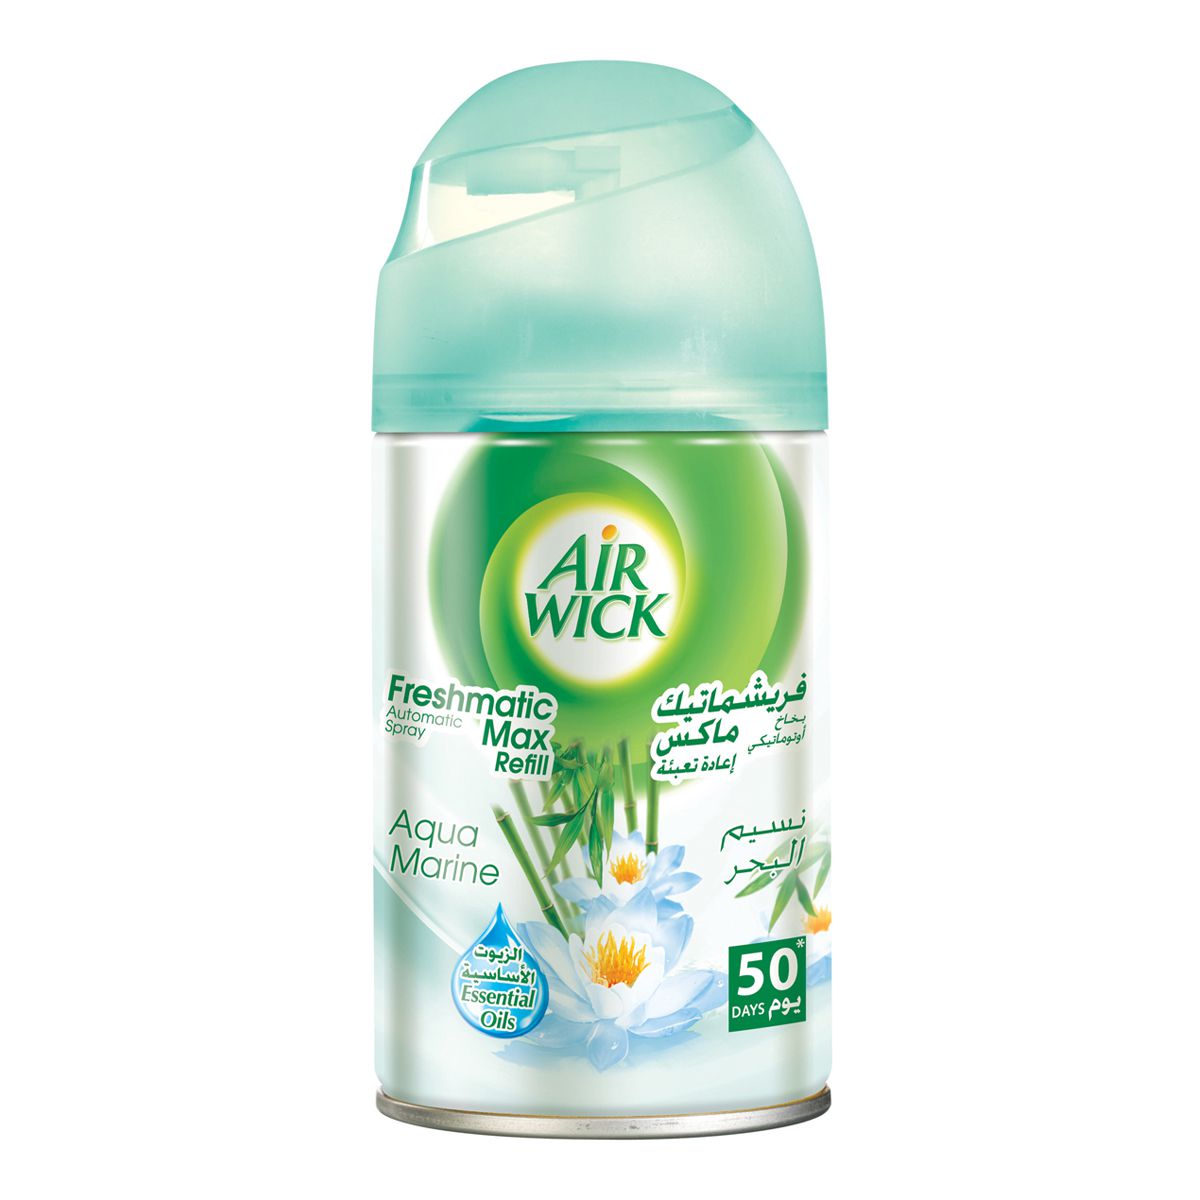 AIR
WICK
Freshmatic
Automatic
Spray
Max
Refill
فريشماتيك
بخاخ
أوتوماتيكي
ماكس
إعادة تعبئة
Aqua
Marine
نسيم
البحر
الزيوت
الأساسية
Essential
Oils
50*
DAYS يوم